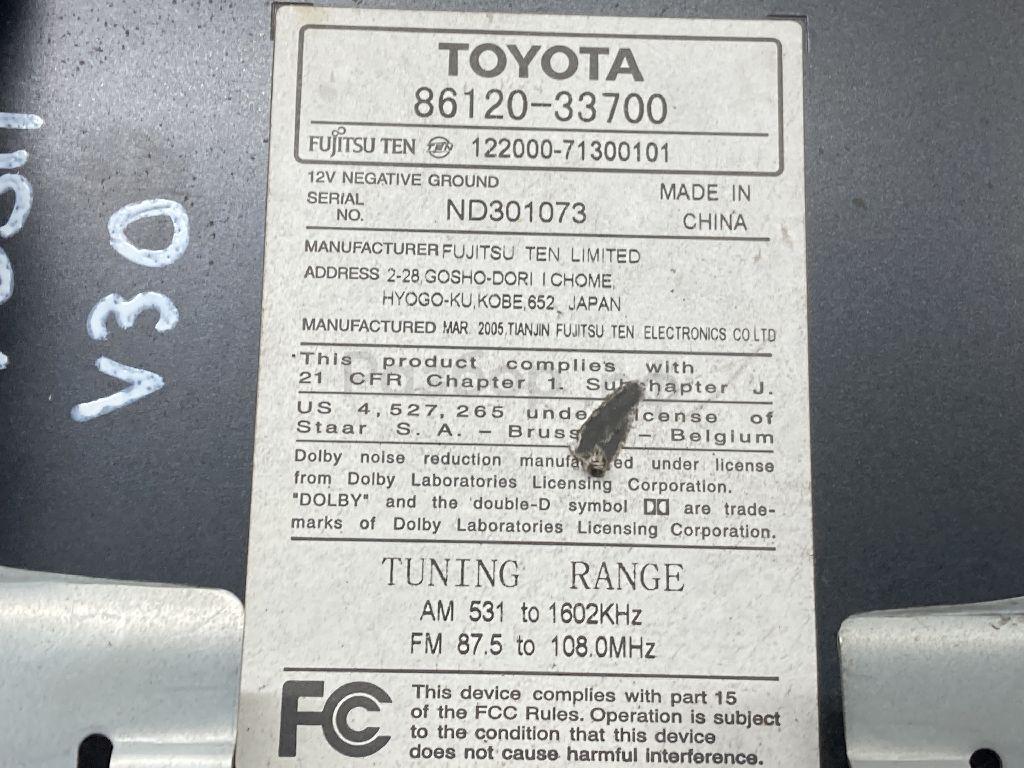 TOYOTA
86120-33700
FUJITSU TEN TEN 122000-71300101
12V NEGATIVE GROUND
SERIAL NO. ND301073
MADE IN CHINA
MANUFACTURER FUJITSU TEN LIMITED
ADDRESS 2-28,GOSHO-DORI I CHOME,
HYOGO-KU,KOBE,652, JAPAN
MANUFACTURED MAR. 2005,TIANJIN FUJITSU TEN ELECTRONICS CO.LTD
This product complies with
21 CFR Chapter 1. Subchapter J.
US 4,527,265 under license of
Staar S. A. – Brussels – Belgium
Dolby noise reduction manufactured under license
from Dolby Laboratories Licensing Corporation.
"DOLBY" and the double-D symbol are trade-
marks of Dolby Laboratories Licensing Corporation.
TUNING RANGE
AM 531 to 1602KHz
FM 87.5 to 108.0MHz
FC This device complies with part 15
of the FCC Rules. Operation is subject
to the condition that this device
does not cause harmful interference.
V30